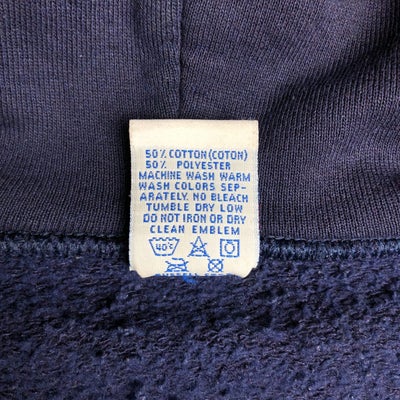 50% COTTON (COTON)
50% POLYESTER
MACHINE WASH WARM
WASH COLORS SEP-
ARATELY. NO BLEACH
TUMBLE DRY LOW
DO NOT IRON OR DRY
CLEAN EMBLEM
40°C